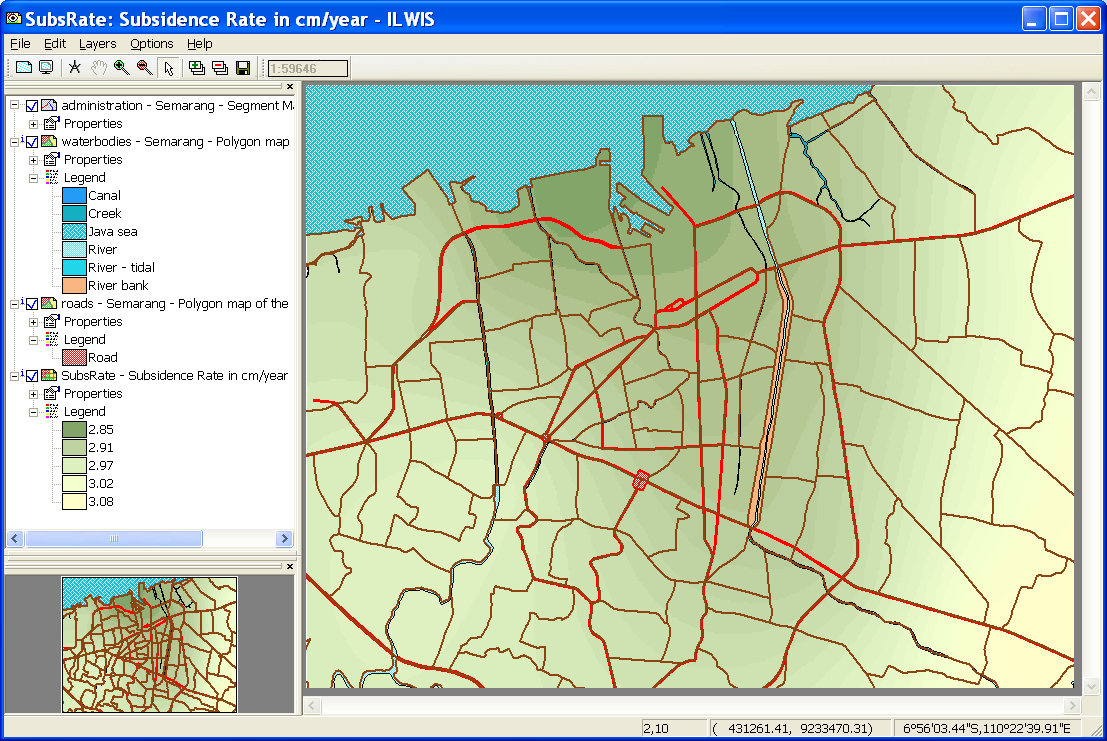 SubsRate: Subsidence Rate in cm/year - ILWIS
File Edit Layers Options Help
1:59646
administration - Semarang - Segment M
Properties
waterbodies - Semarang - Polygon map
Properties
Legend
Canal
Creek
Java sea
River
River - tidal
River bank
roads - Semarang - Polygon map of the
Properties
Legend
Road
SubsRate - Subsidence Rate in cm/year
Properties
Legend
2.85
2.91
2.97
3.02
3.08
2,10 ( 431261.41, 9233470.31) 6°56'03.44"S,110°22'39.91"E